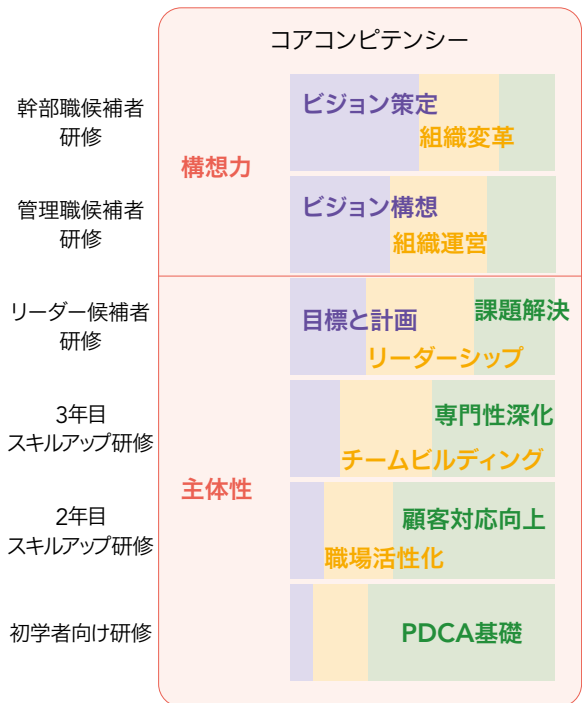 コアコンピテンシー
幹部職候補者
研修
構想力
ビジョン策定
組織変革
管理職候補者
研修
ビジョン構想
組織運営
リーダー候補者
研修
目標と計画
課題解決
リーダーシップ
3年目
スキルアップ研修
主体性
専門性深化
チームビルディング
2年目
スキルアップ研修
顧客対応向上
職場活性化
初学者向け研修
PDCA基礎